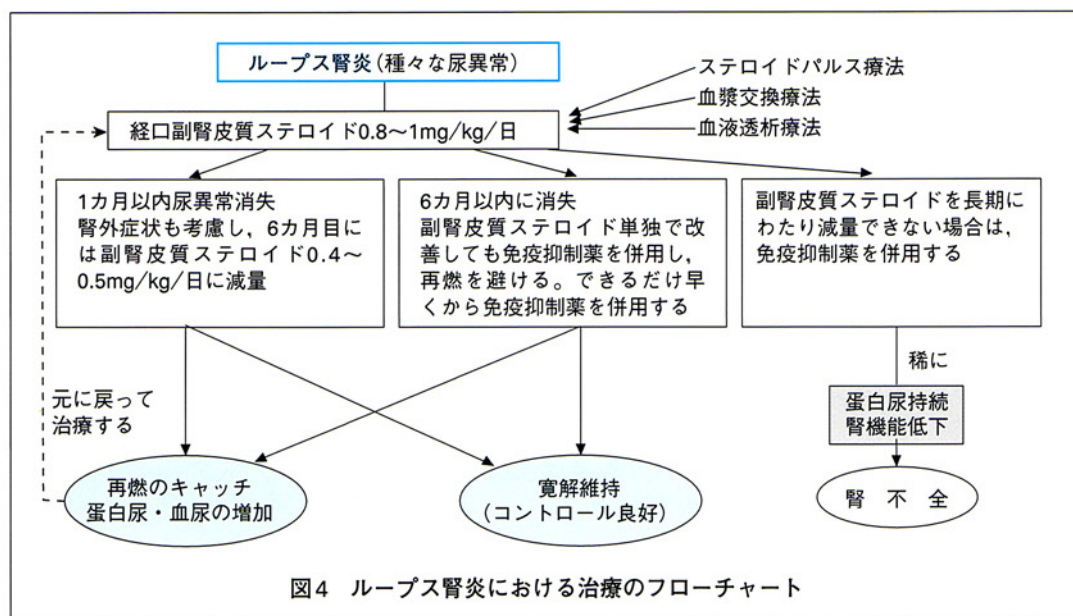 ループス腎炎(種々な尿異常)
ステロイドパルス療法
血漿交換療法
血液透析療法
経口副腎皮質ステロイド0.8〜1mg/kg/日
1カ月以内尿異常消失
腎外症状も考慮し，6カ月目に
は副腎皮質ステロイド0.4〜
0.5mg/kg/日に減量
6カ月以内に消失
副腎皮質ステロイド単独で改
善しても免疫抑制薬を併用し，
再燃を避ける。できるだけ早
くから免疫抑制薬を併用する
副腎皮質ステロイドを長期に
わたり減量できない場合は，
免疫抑制薬を併用する
稀に
元に戻って
治療する
蛋白尿持続
腎機能低下
再燃のキャッチ
蛋白尿・血尿の増加
寛解維持
(コントロール良好)
腎 不 全
図4 ループス腎炎における治療のフローチャート